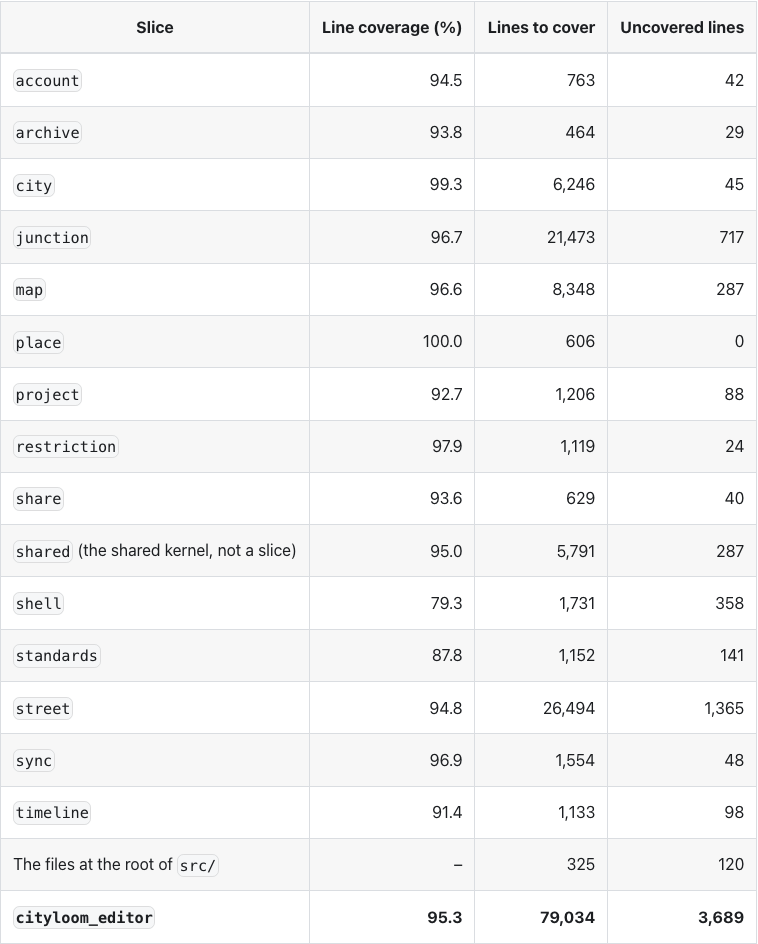 Slice Line coverage (%) Lines to cover Uncovered lines
account 94.5 763 42
archive 93.8 464 29
city 99.3 6,246 45
junction 96.7 21,473 717
map 96.6 8,348 287
place 100.0 606 0
project 92.7 1,206 88
restriction 97.9 1,119 24
share 93.6 629 40
shared (the shared kernel, not a slice) 95.0 5,791 287
shell 79.3 1,731 358
standards 87.8 1,152 141
street 94.8 26,494 1,365
sync 96.9 1,554 48
timeline 91.4 1,133 98
The files at the root of src/ – 325 120
cityloom_editor 95.3 79,034 3,689